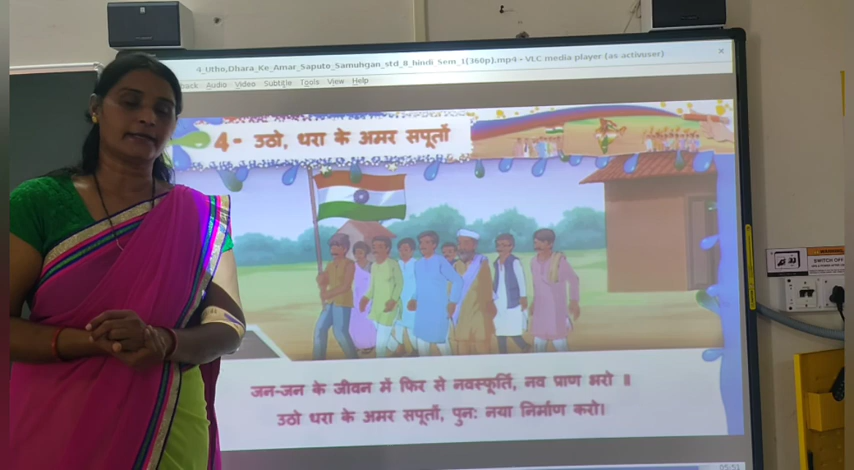 4_Utho,Dhara_Ke_Amar_Saputo_Samuhgan_std_8_hindi_Sem_1(360p).mp4 - VLC media player (as activuser)
Audio Video Subtitle Tools View Help
4- उठो, धरा के अमर सपूतों
जन-जन के जीवन में फिर से नवस्फूर्ति, नव प्राण भरो ॥
उठो धरा के अमर सपूतों, पुनः नया निर्माण करो।
SWITCH OFF
05:51